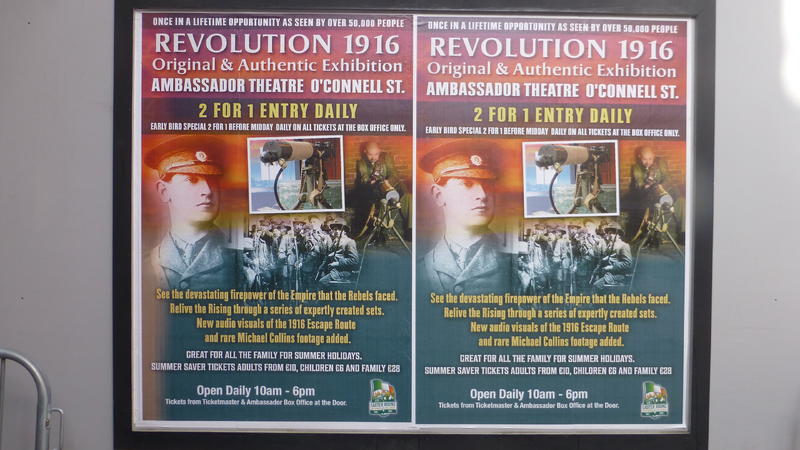 ONCE IN A LIFETIME OPPORTUNITY AS SEEN BY OVER 50,000 PEOPLE
REVOLUTION 1916
Original & Authentic Exhibition
AMBASSADOR THEATRE O'CONNELL ST.
2 FOR 1 ENTRY DAILY
EARLY BIRD SPECIAL 2 FOR 1 BEFORE MIDDAY DAILY ON ALL TICKETS AT THE BOX OFFICE ONLY.
See the devastating firepower of the Empire that the Rebels faced.
Relive the Rising through a series of expertly created sets.
New audio visuals of the 1916 Escape Route
and rare Michael Collins footage added.
GREAT FOR ALL THE FAMILY FOR SUMMER HOLIDAYS.
SUMMER SAVER TICKETS ADULTS FROM €10, CHILDREN €6 AND FAMILY €28
Open Daily 10am - 6pm
Tickets from Ticketmaster & Ambassador Box Office at the Door.
EASTER RISING
ONCE IN A LIFETIME OPPORTUNITY AS SEEN BY OVER 50,000 PEOPLE
REVOLUTION 1916
Original & Authentic Exhibition
AMBASSADOR THEATRE O'CONNELL ST.
2 FOR 1 ENTRY DAILY
EARLY BIRD SPECIAL 2 FOR 1 BEFORE MIDDAY DAILY ON ALL TICKETS AT THE BOX OFFICE ONLY.
See the devastating firepower of the Empire that the Rebels faced.
Relive the Rising through a series of expertly created sets.
New audio visuals of the 1916 Escape Route
and rare Michael Collins footage added.
GREAT FOR ALL THE FAMILY FOR SUMMER HOLIDAYS.
SUMMER SAVER TICKETS ADULTS FROM €10, CHILDREN €6 AND FAMILY €28
Open Daily 10am - 6pm
Tickets from Ticketmaster & Ambassador Box Office at the Door.
EASTER RISING